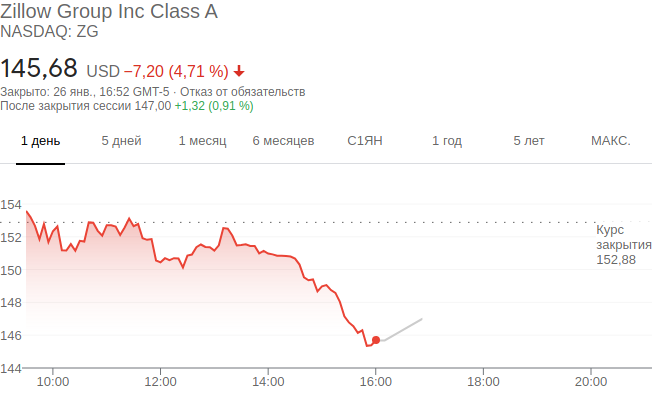 Zillow Group Inc Class A
NASDAQ: ZG
145,68 USD −7,20 (4,71 %)
Закрыто: 26 янв., 16:52 GMT-5 · Отказ от обязательств
После закрытия сессии 147,00 +1,32 (0,91 %)
1 день 5 дней 1 месяц 6 месяцев С1ЯН 1 год 5 лет МАКС.
154
152
150
148
146
144
Курс
закрытия
152,88
10:00 12:00 14:00 16:00 18:00 20:00